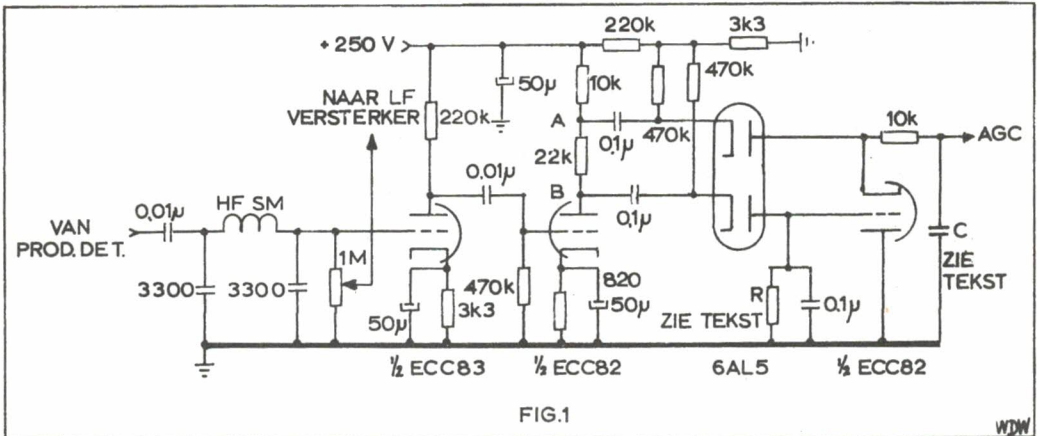 + 250 V
220k
3k3
50µ
10k
470k
NAAR LF
VERSTERKER
220k
A
0,1µ
470k
10k
AGC
22k
0,01µ
B
0,1µ
0,01µ
HF SM
VAN
PROD. DET.
1M
3300
3300
50µ
3k3
470k
820
50µ
R
ZIE TEKST
0,1µ
C
ZIE
TEKST
½ ECC83
½ ECC82
6AL5
½ ECC82
FIG.1
WDW